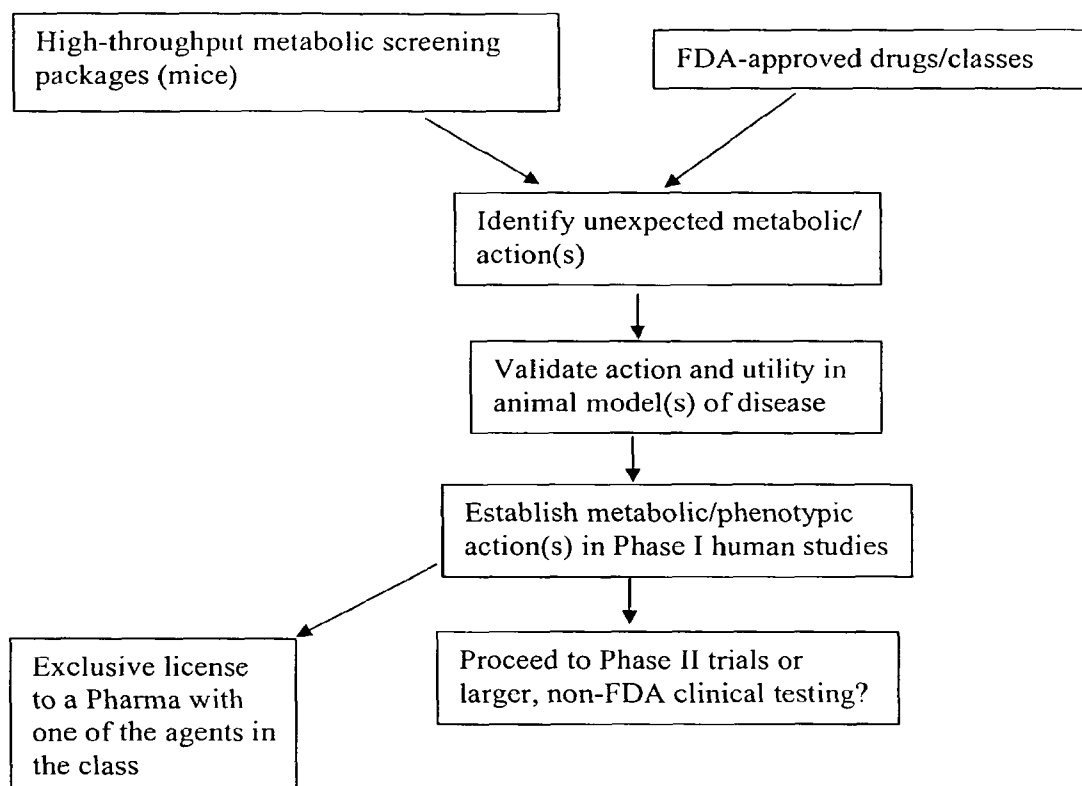 High-throughput metabolic screening
packages (mice)
FDA-approved drugs/classes
Identify unexpected metabolic/
action(s)
Validate action and utility in
animal model(s) of disease
Establish metabolic/phenotypic
action(s) in Phase I human studies
Exclusive license
to a Pharma with
one of the agents in
the class
Proceed to Phase II trials or
larger, non-FDA clinical testing?